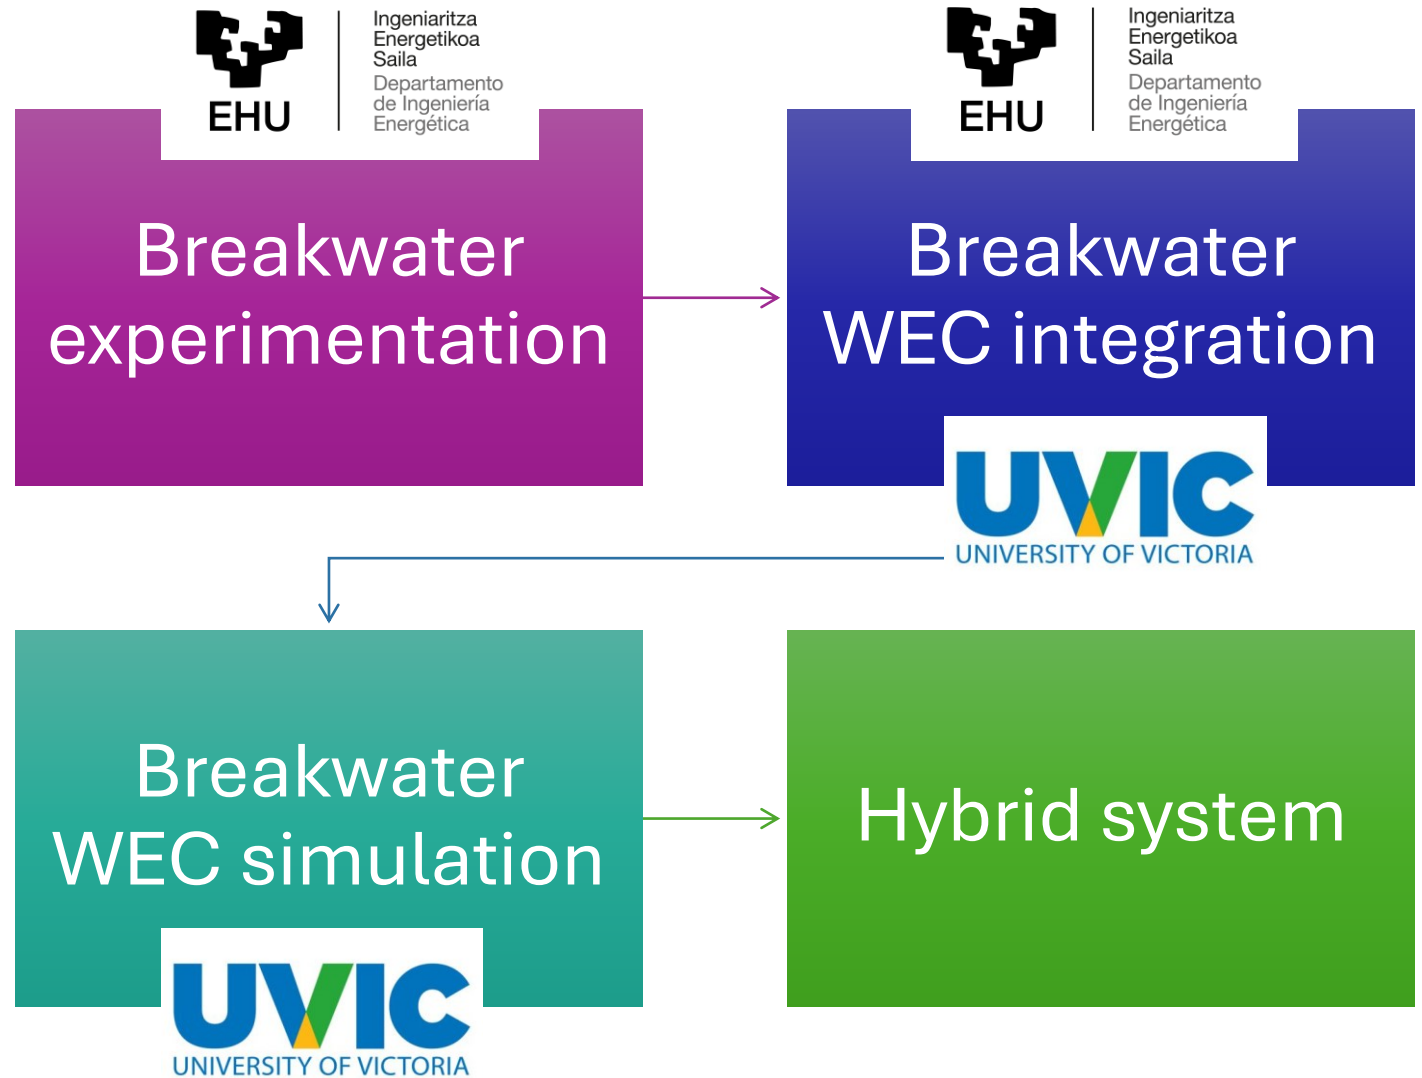 EHU
Ingeniaritza
Energetikoa
Saila
Departamento
de Ingeniería
Energética
Breakwater
experimentation
EHU
Ingeniaritza
Energetikoa
Saila
Departamento
de Ingeniería
Energética
Breakwater
WEC integration
UVIC
UNIVERSITY OF VICTORIA
Breakwater
WEC simulation
UVIC
UNIVERSITY OF VICTORIA
Hybrid system